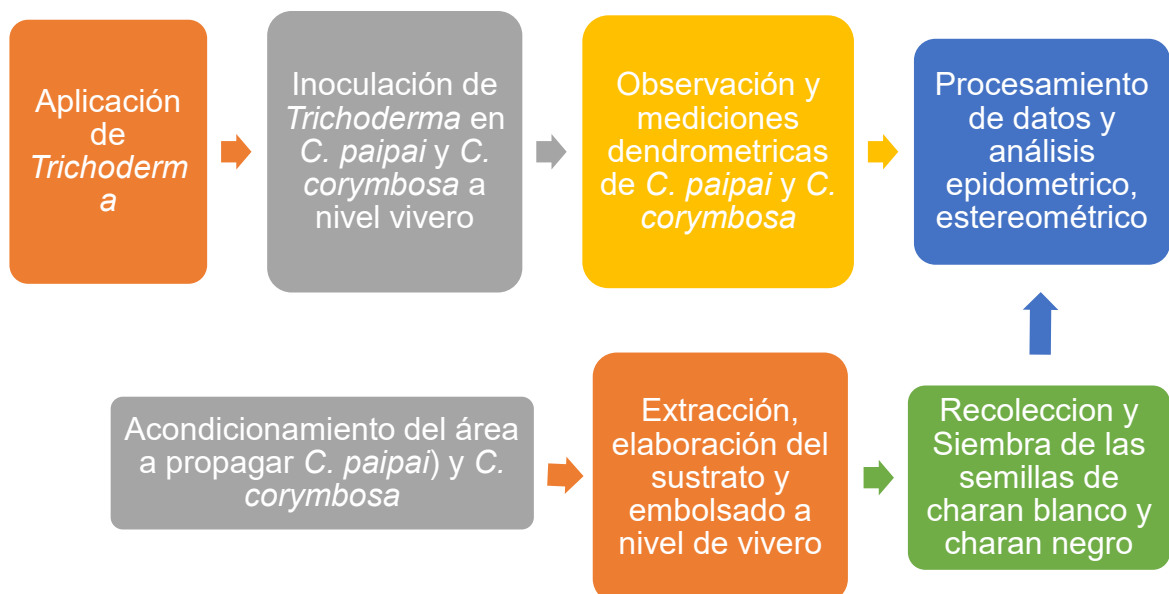 Aplicación
de
Trichoderm
a
Inoculación de
Trichoderma en
C. paipai y C.
corymbosa a
nivel vivero
Observación y
mediciones
dendrometricas
de C. paipai y C.
corymbosa
Procesamiento
de datos y
análisis
epidometrico,
estereométrico
Acondicionamiento del área
a propagar C. paipai) y C.
corymbosa
Extracción,
elaboración del
sustrato y
embolsado a
nivel de vivero
Recoleccion y
Siembra de las
semillas de
charan blanco y
charan negro